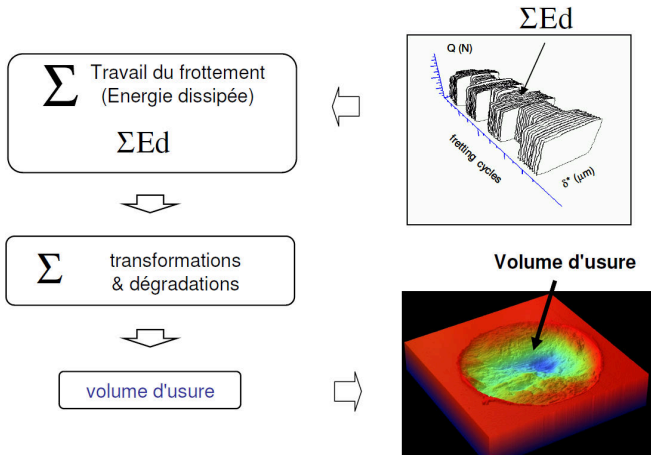 Σ Travail du frottement
(Energie dissipée)
ΣEd
ΣEd
Q (N)
fretting cycles
δ* (µm)
Σ transformations
& dégradations
Volume d'usure
volume d'usure